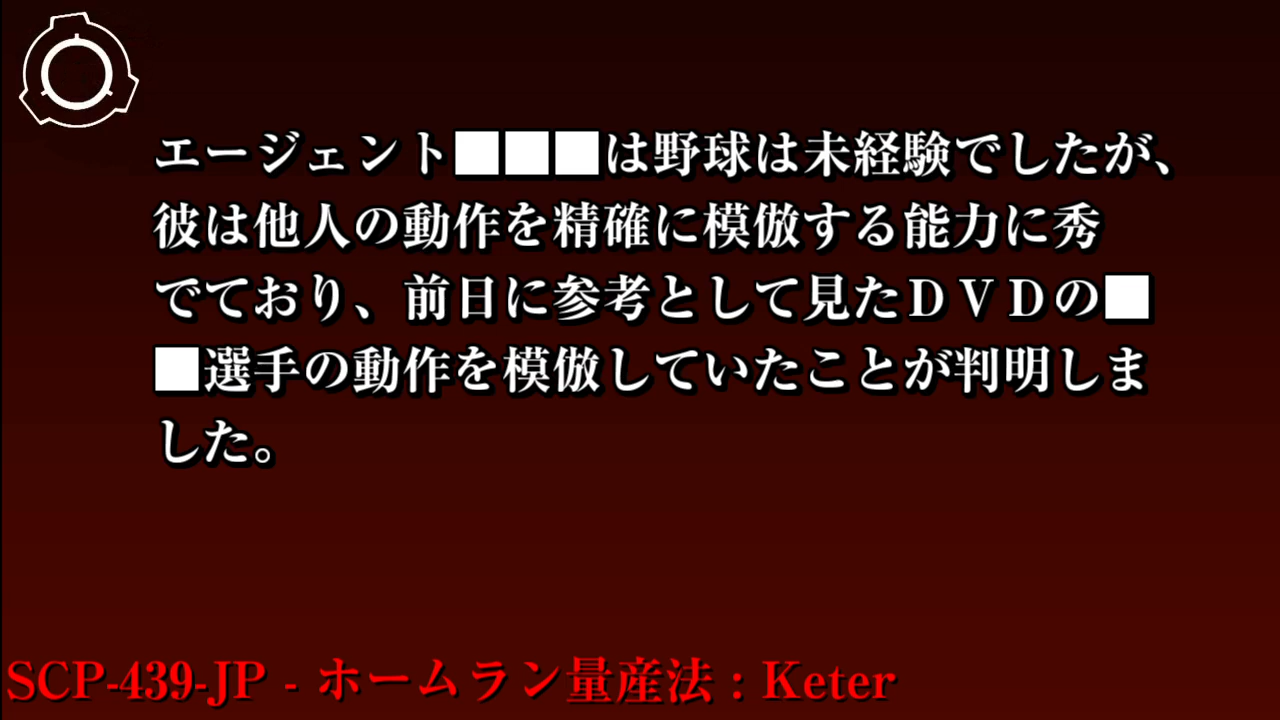 エージェント■■■は野球は未経験でしたが、
彼は他人の動作を精確に模倣する能力に秀
でており、前日に参考として見たＤＶＤの■
■選手の動作を模倣していたことが判明しま
した。
SCP-439-JP - ホームラン量産法 : Keter